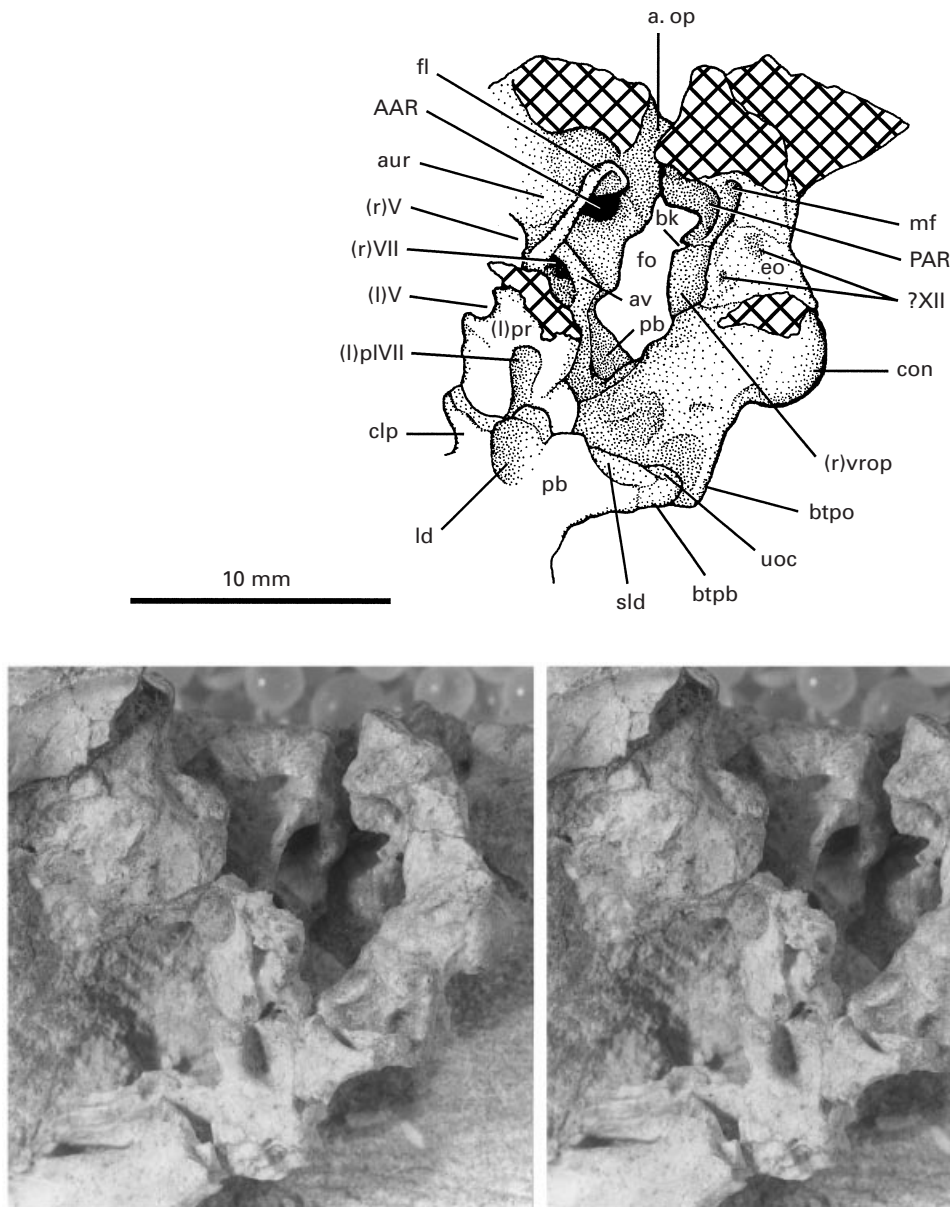 a. op
fl
AAR
aur
(r)V
(r)VII
(l)V
(l)pr
(l)plVII
clp
ld
pb
bk
fo
av
pb
eo
mf
PAR
?XII
con
(r)vrop
btpo
uoc
btpb
sld
10 mm